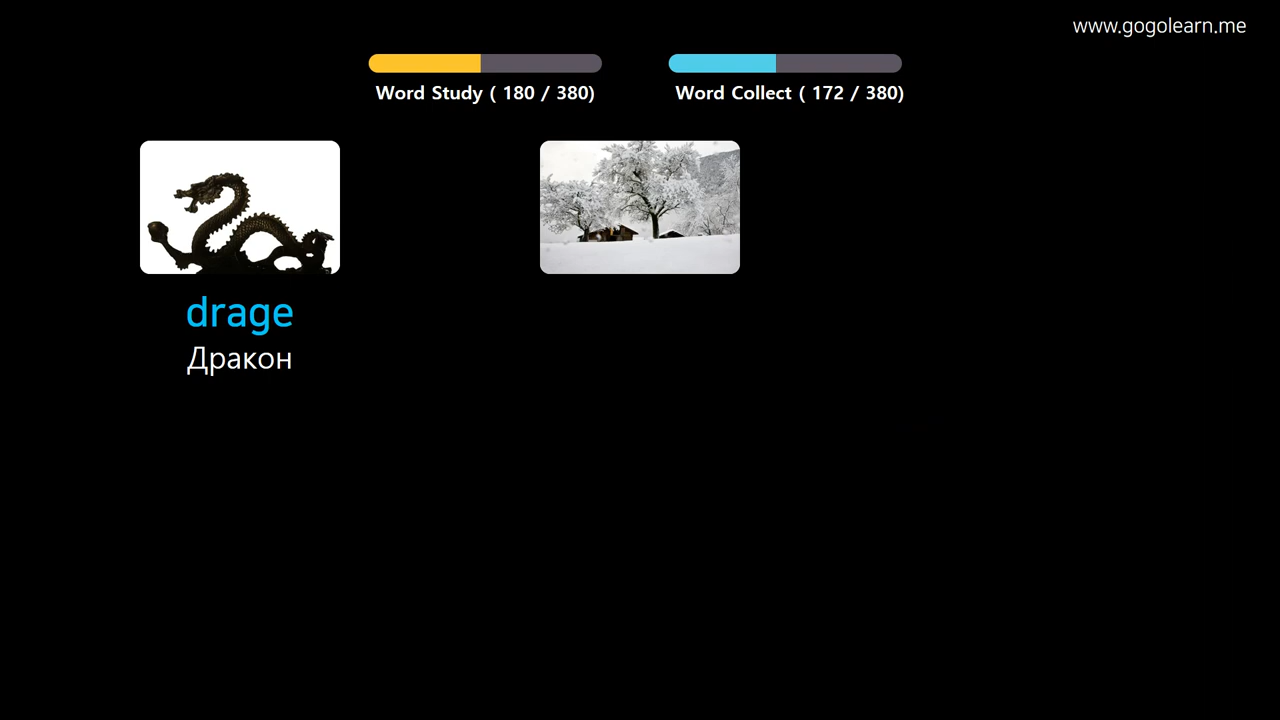 www.gogolearn.me
Word Study ( 180 / 380)
Word Collect ( 172 / 380)
drage
Дракон